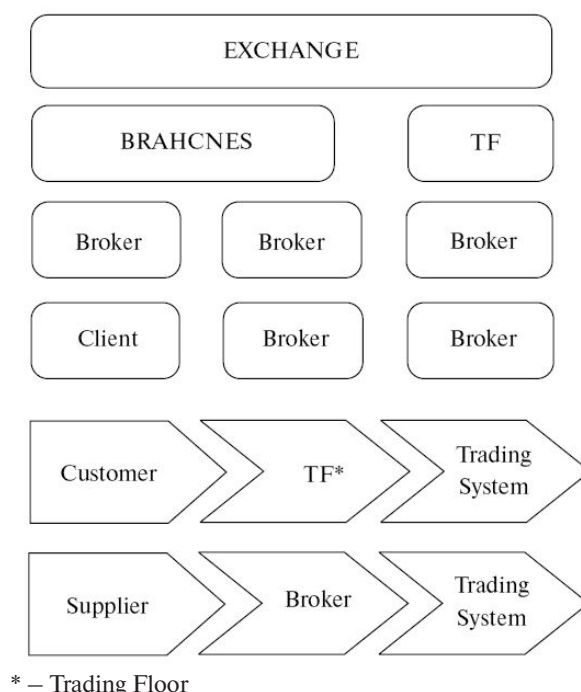 EXCHANGE
BRAHCNES TF
Broker Broker Broker
Client Broker Broker
Customer TF* Trading System
Supplier Broker Trading System
* – Trading Floor